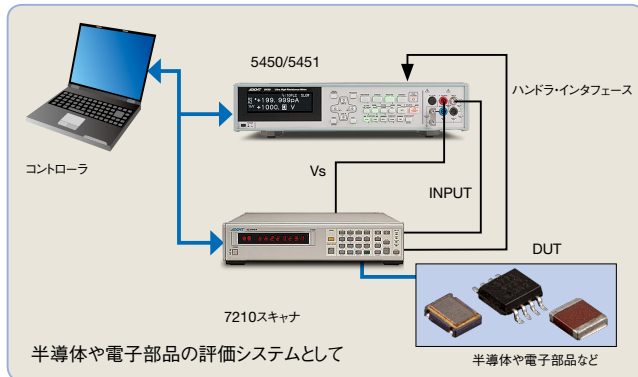 5450/5451
ハンドラ・インタフェース
コントローラ
Vs
INPUT
DUT
7210スキャナ
半導体や電子部品の評価システムとして
半導体や電子部品など
+199.999pA
+1000.
V